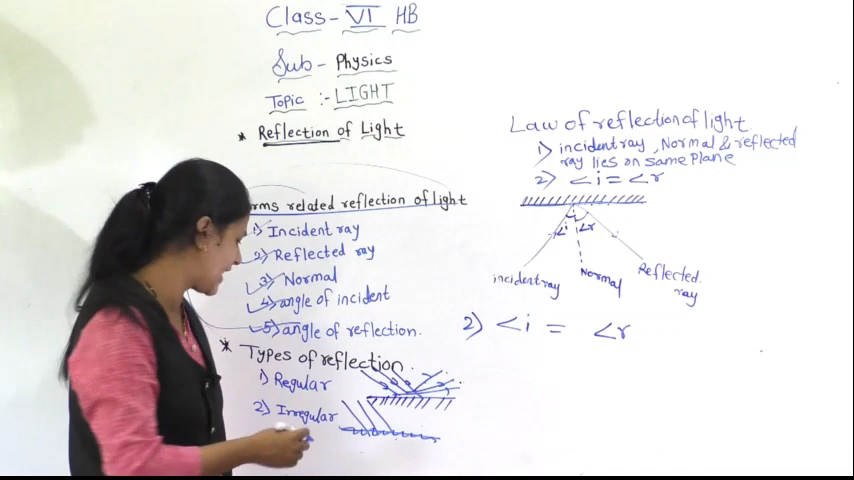 Class - VI HB
Sub - Physics
Topic :- LIGHT
* Reflection of Light
rms related reflection of Light
1) Incident ray
2) Reflected ray
3) Normal
4) angle of incident
5) angle of reflection.
* Types of reflection
1) Regular
2) Irregular
Law of reflection of light
1) incident ray, Normal & reflected
ray lies on same plane
2) <i = <r
<i <r
incident ray Normal Reflected
ray
2) <i = <r